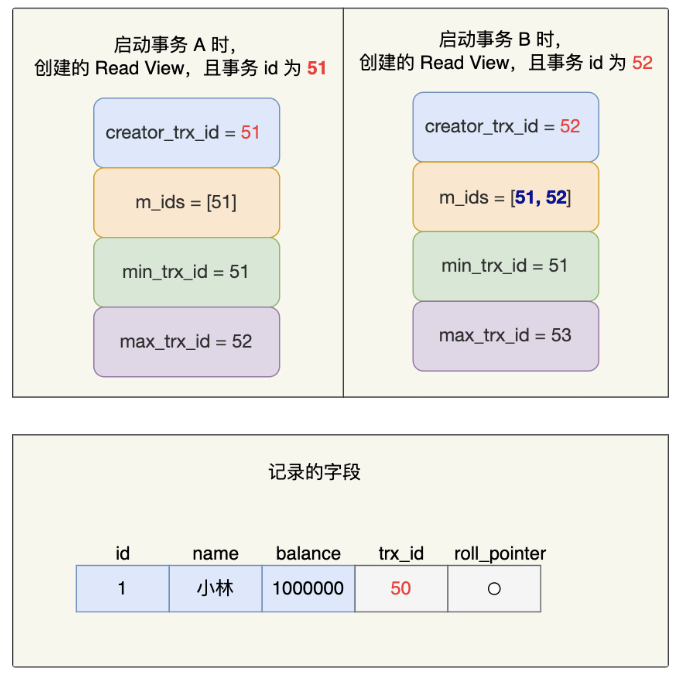 启动事务 A 时，
创建的 Read View，且事务 id 为 51
creator_trx_id = 51
m_ids = [51]
min_trx_id = 51
max_trx_id = 52
启动事务 B 时，
创建的 Read View，且事务 id 为 52
creator_trx_id = 52
m_ids = [51, 52]
min_trx_id = 51
max_trx_id = 53
记录的字段
id name balance trx_id roll_pointer
1 小林 1000000 50